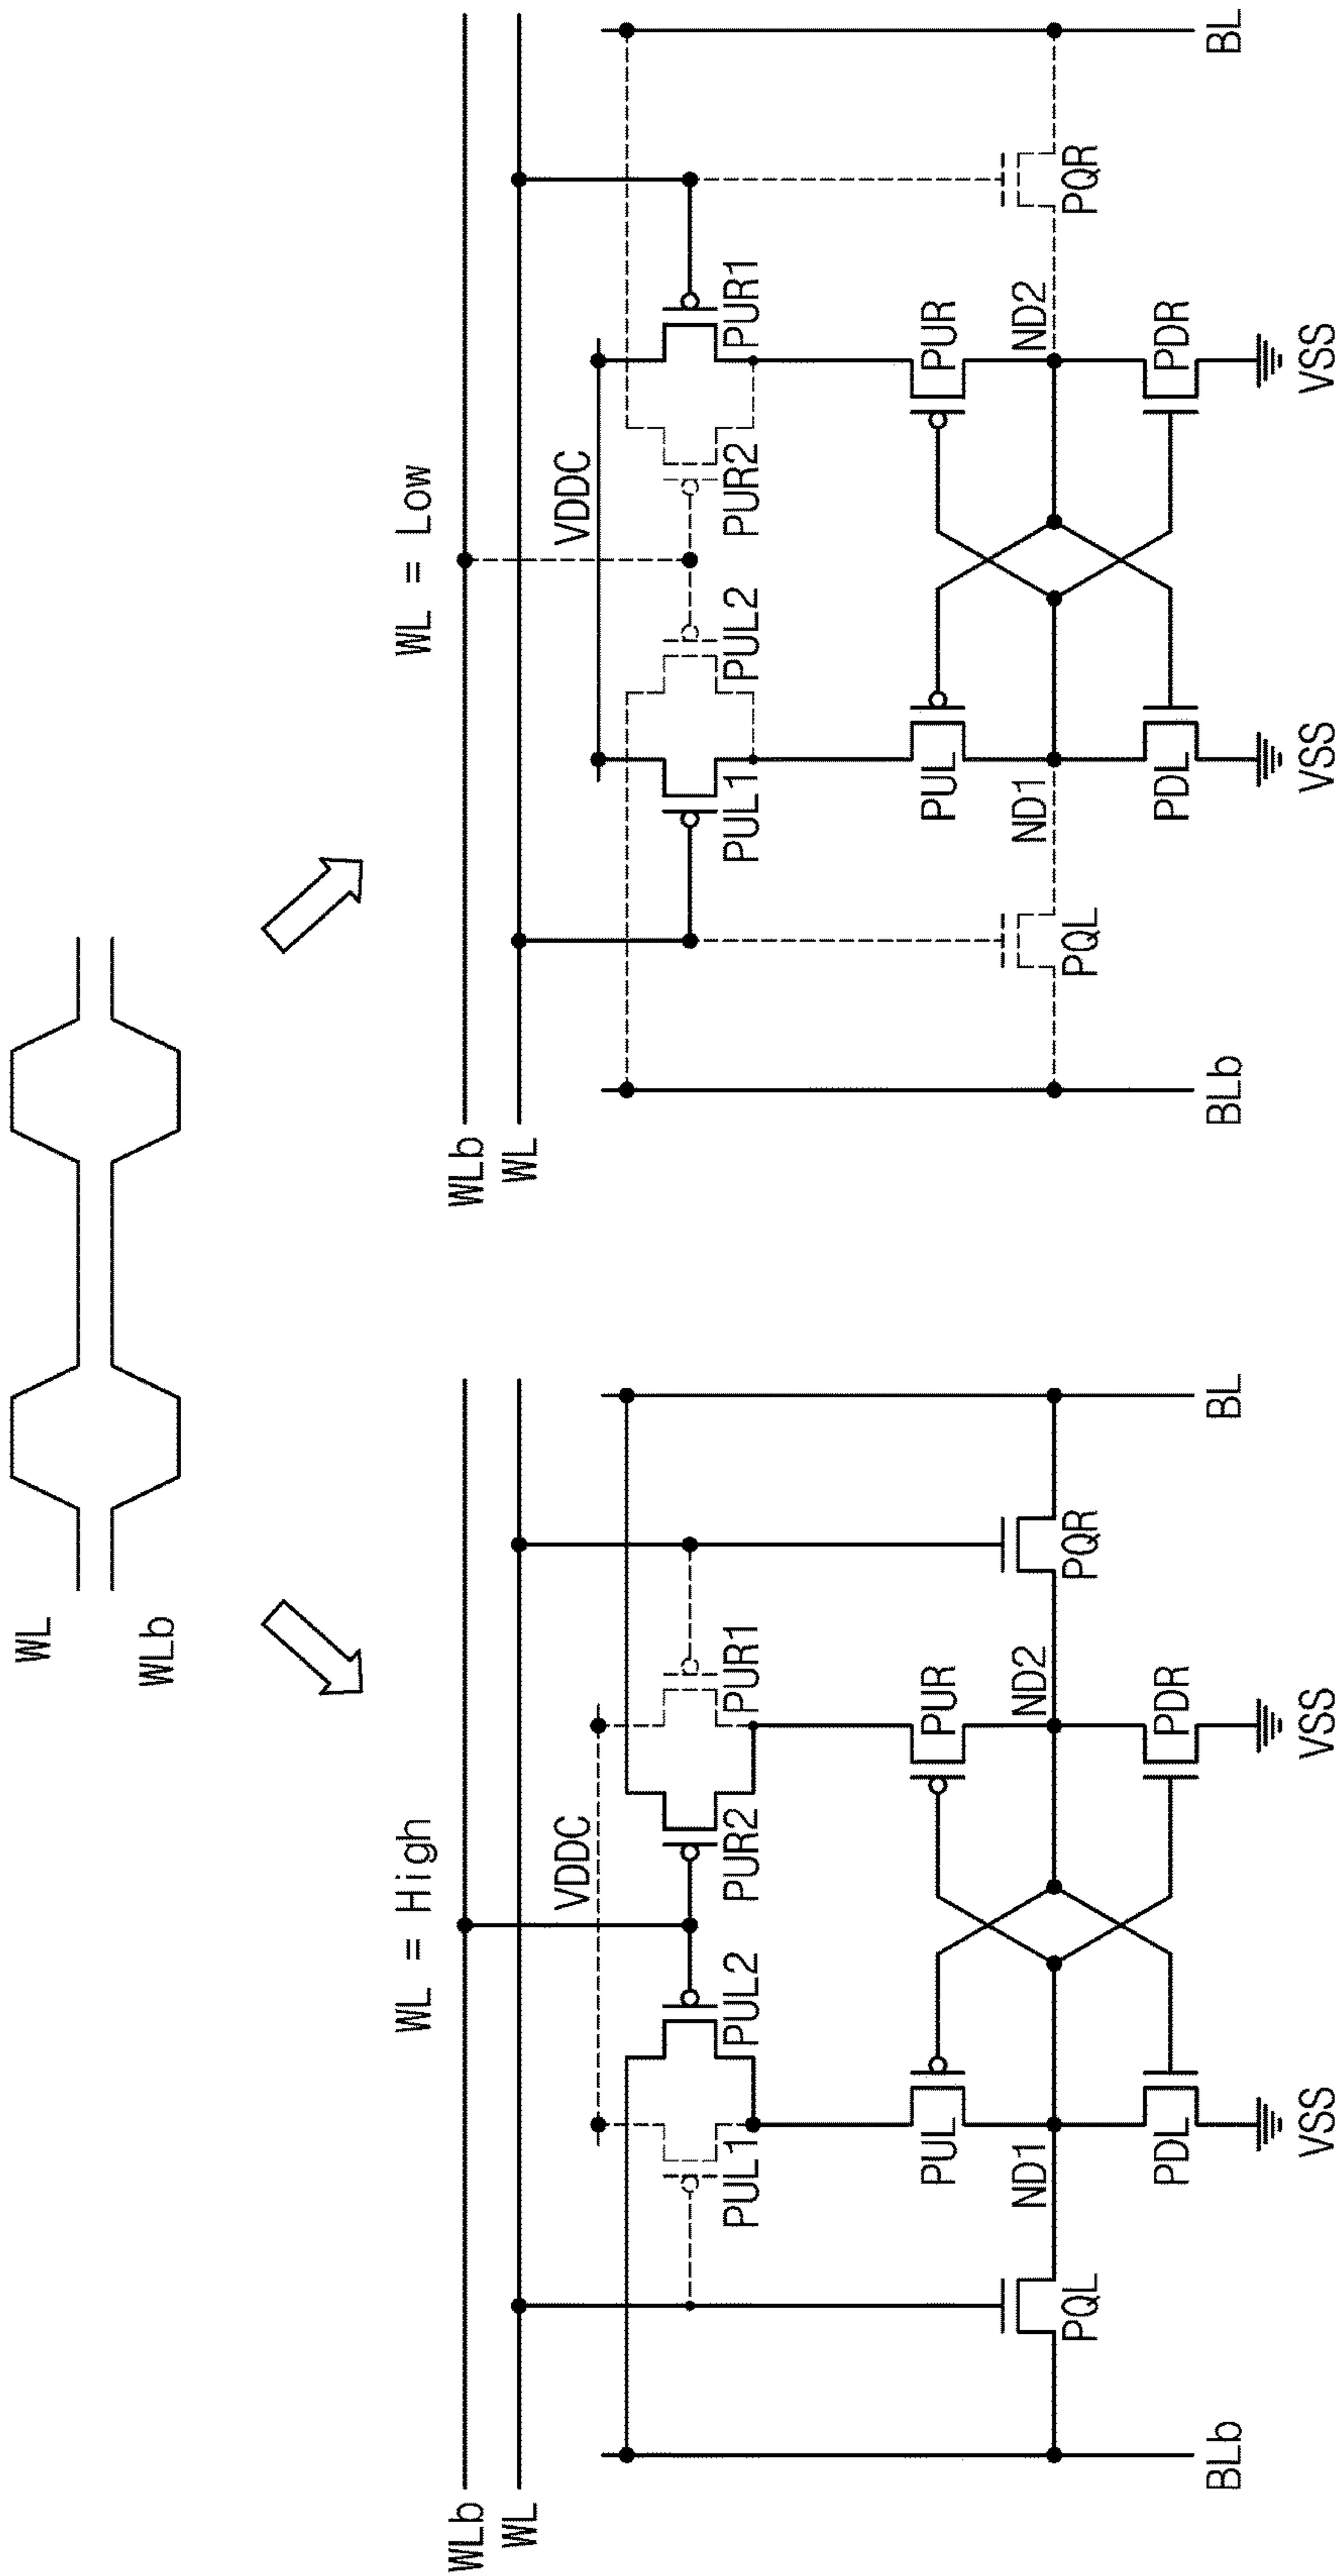 WL
WLb
WL = High
WLb
WL
VDDC
PUL1
PUL2
PUR2
PUR1
PUL
PUR
ND1
ND2
PQL
PQR
PDL
PDR
BLb
BL
VSS
VSS
WL = Low
WLb
WL
VDDC
PUL1
PUL2
PUR2
PUR1
PUL
PUR
ND1
ND2
PQL
PQR
PDL
PDR
BLb
BL
VSS
VSS